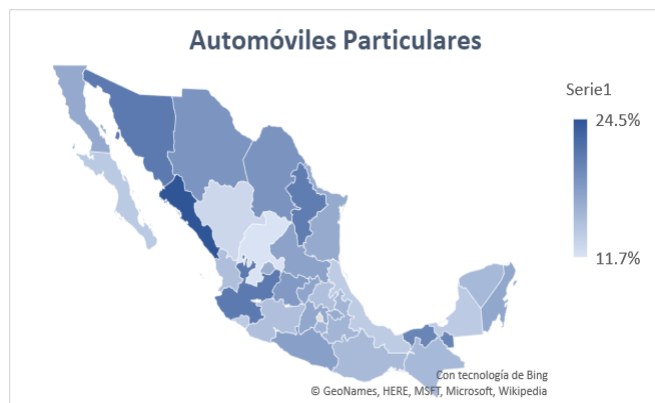 Automóviles Particulares
Serie1
24.5%
11.7%
Con tecnología de Bing
© GeoNames, HERE, MSFT, Microsoft, Wikipedia